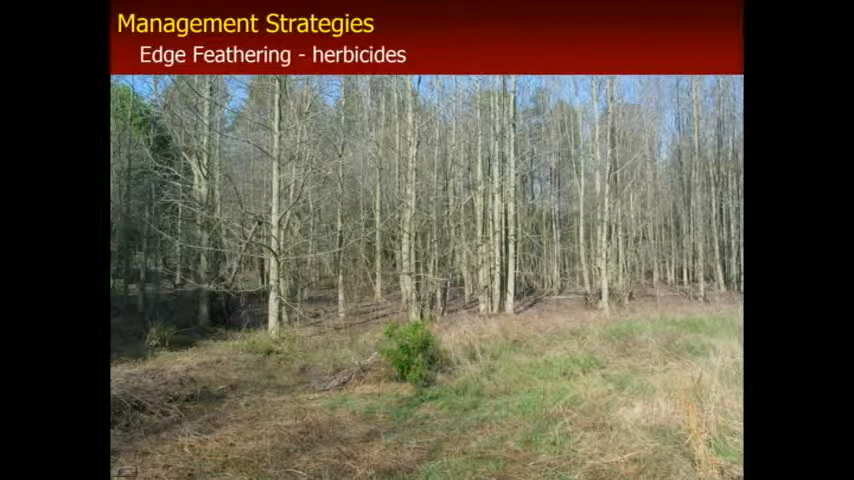 Management Strategies
Edge Feathering - herbicides